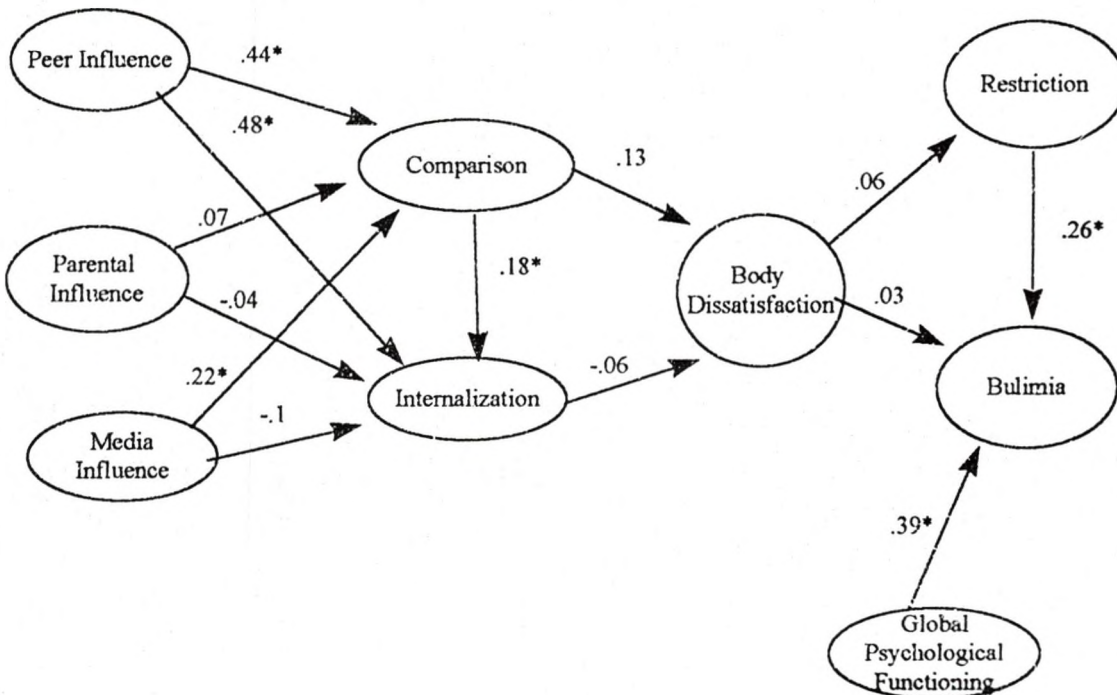 Peer Influence
.44*
.48*
Comparison
.13
Restriction
.06
.26*
Parental
Influence
.07
-.04
.18*
Body
Dissatisfaction
.03
.22*
Internalization
-.06
Bulimia
Media
Influence
-.1
.39*
Global
Psychological
Functioning